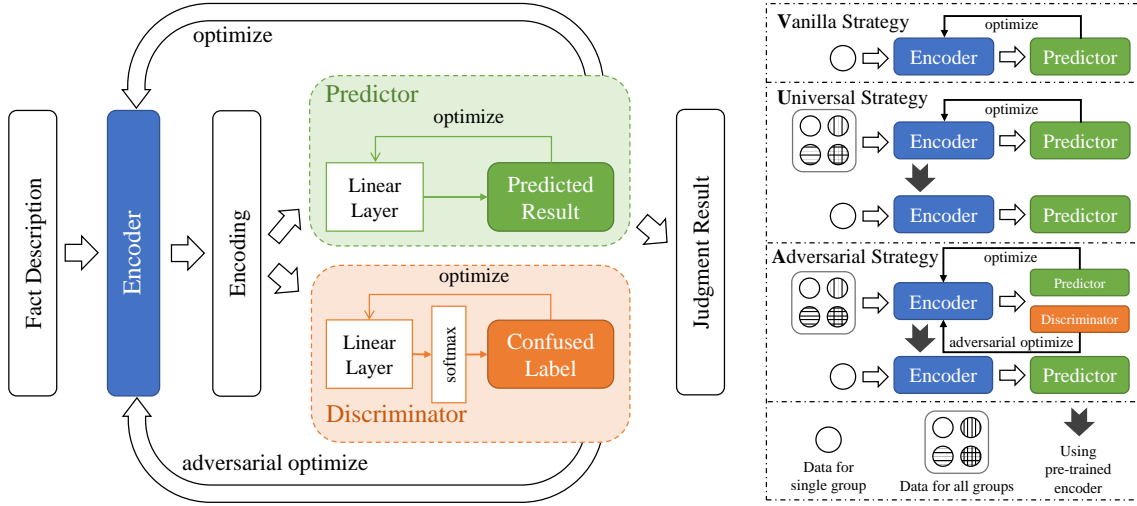 optimize
Fact Description
Encoder
Encoding
Predictor
optimize
Linear
Layer
Predicted
Result
optimize
Linear
Layer
softmax
Confused
Label
Discriminator
adversarial optimize
Judgment Result
Vanilla Strategy
optimize
Encoder
Predictor
Universal Strategy
optimize
Encoder
Predictor
Encoder
Predictor
Adversarial Strategy
optimize
Encoder
Predictor
Discriminator
adversarial optimize
Encoder
Predictor
Data for
single group
Data for all groups
Using
pre-trained
encoder